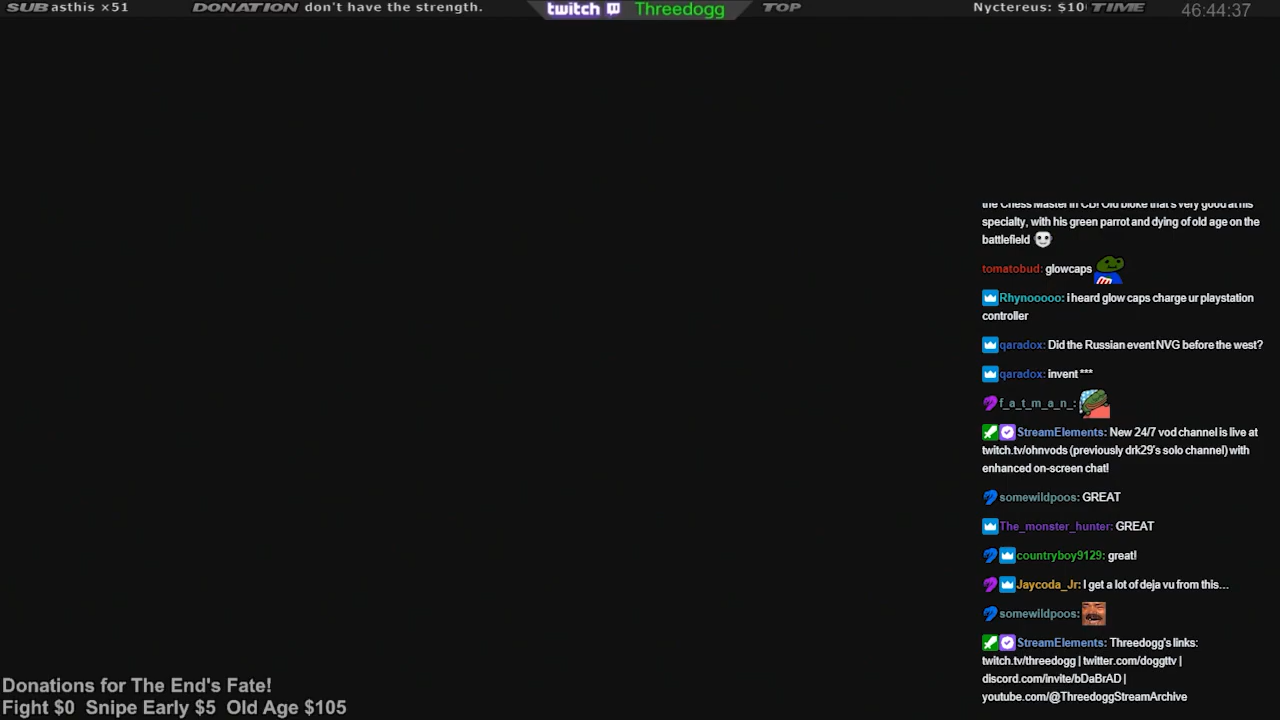 SUB asthis ×51 DONATION don't have the strength. twitch Threedogg TOP Nyctereus: $10 TIME 46:44:37
the Chess Master in CB! Old bloke that's very good at his
specialty, with his green parrot and dying of old age on the
battlefield
tomatobud: glowcaps
Rhynooooo: i heard glow caps charge ur playstation
controller
qaradox: Did the Russian event NVG before the west?
qaradox: invent ***
f_a_t_m_a_n_:
StreamElements: New 24/7 vod channel is live at
twitch.tv/ohnvods (previously drk29's solo channel) with
enhanced on-screen chat!
somewildpoos: GREAT
The_monster_hunter: GREAT
countryboy9129: great!
Jaycoda_Jr: I get a lot of deja vu from this…
somewildpoos:
StreamElements: Threedogg's links:
twitch.tv/threedogg | twitter.com/doggttv |
discord.com/invite/bDaBrAD |
youtube.com/@ThreedoggStreamArchive
Donations for The End's Fate!
Fight $0 Snipe Early $5 Old Age $105